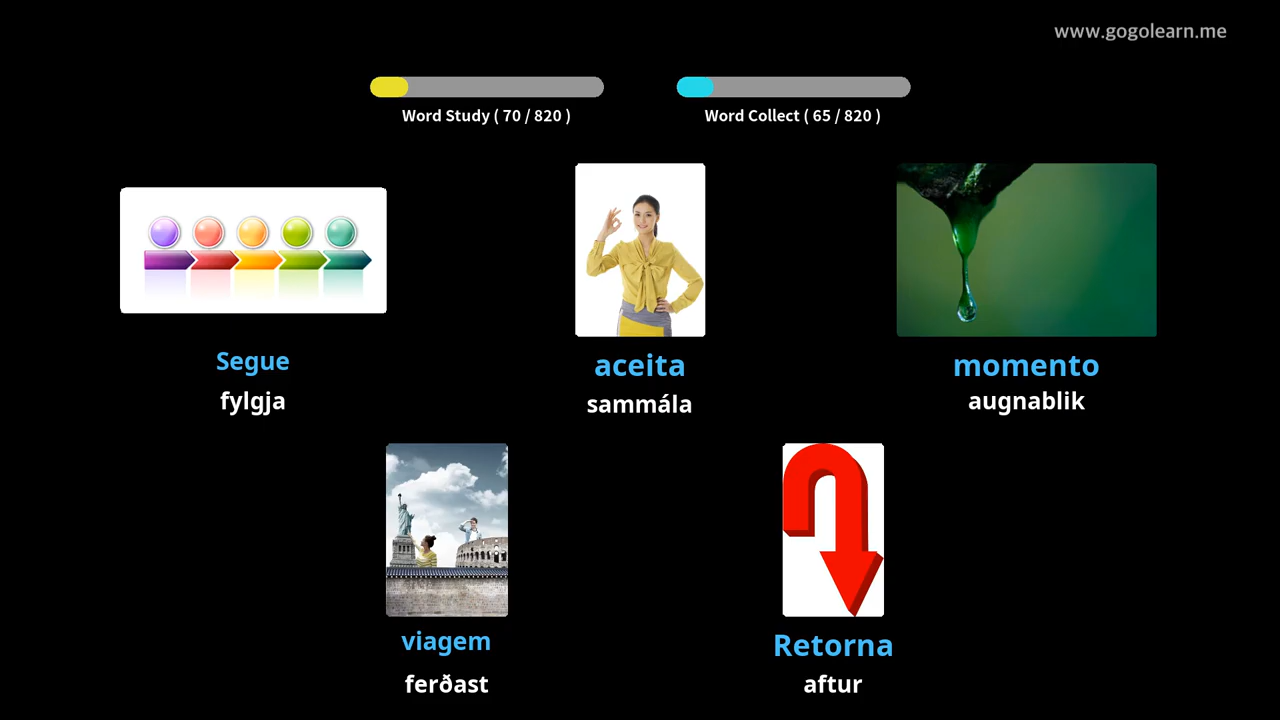 www.gogolearn.me
Word Study ( 70 / 820 )
Word Collect ( 65 / 820 )
Segue
fylgja
aceita
sammála
momento
augnablik
viagem
ferðast
Retorna
aftur